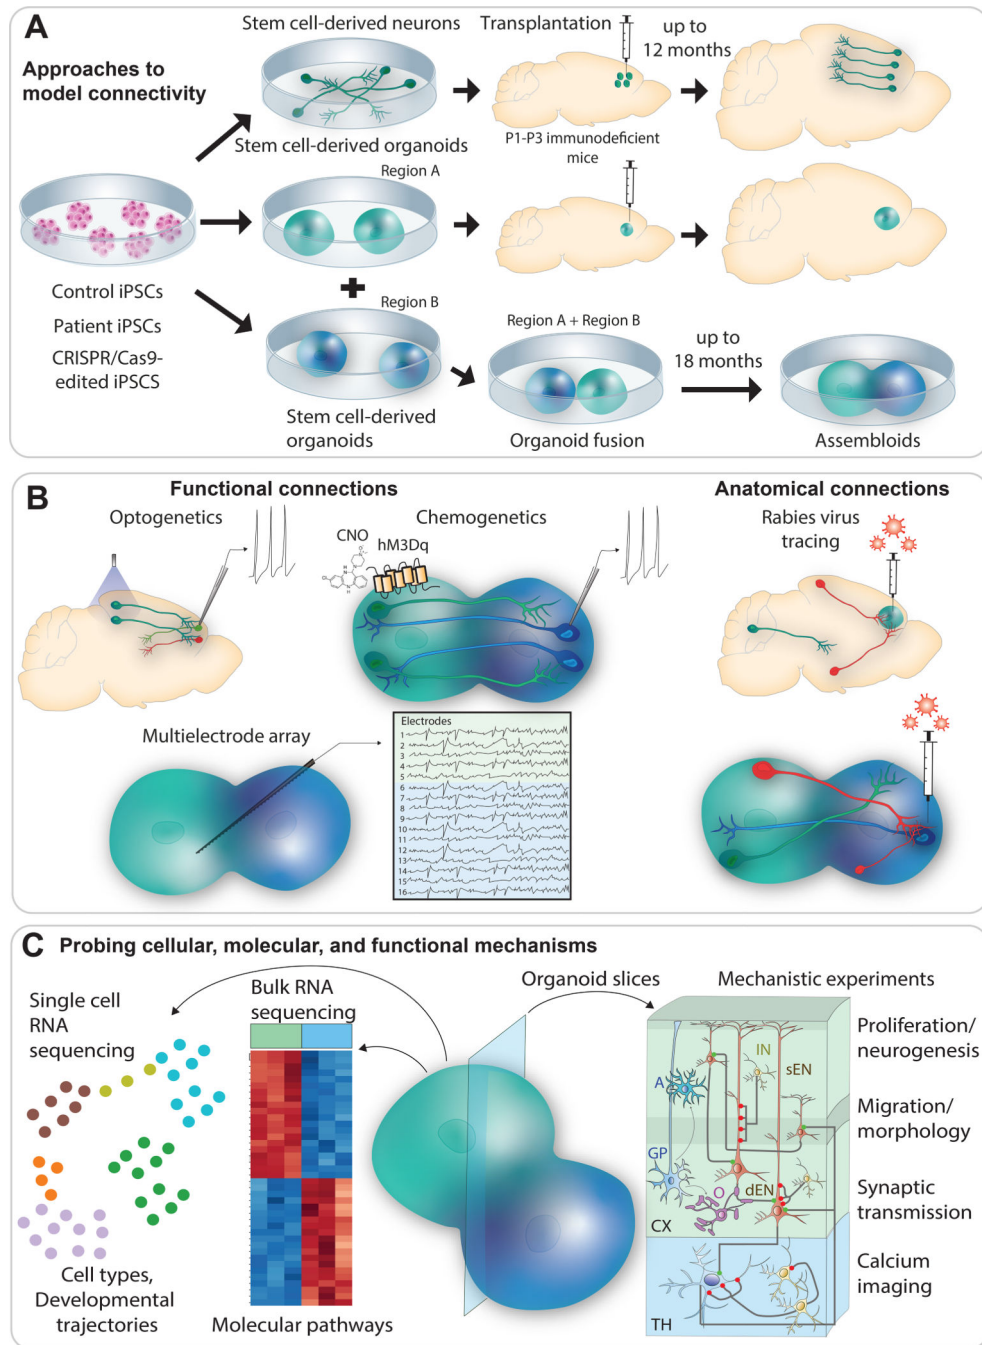 A
Approaches to
model connectivity
Stem cell-derived neurons
Transplantation
up to
12 months
Stem cell-derived organoids
P1-P3 immunodeficient
mice
Region A
Control iPSCs
Patient iPSCs
CRISPR/Cas9-
edited iPSCS
Region B
Region A + Region B
up to
18 months
Stem cell-derived
organoids
Organoid fusion
Assembloids
B
Functional connections
Anatomical connections
Optogenetics
Chemogenetics
Rabies virus
tracing
CNO
hM3Dq
Multielectrode array
Electrodes
1
2
3
4
5
6
7
8
9
10
11
12
13
14
15
16
C
Probing cellular, molecular, and functional mechanisms
Single cell
RNA
sequencing
Bulk RNA
sequencing
Organoid slices
Mechanistic experiments
IN
sEN
A
GP
O
dEN
CX
TH
Proliferation/
neurogenesis
Migration/
morphology
Synaptic
transmission
Calcium
imaging
Cell types,
Developmental
trajectories
Molecular pathways